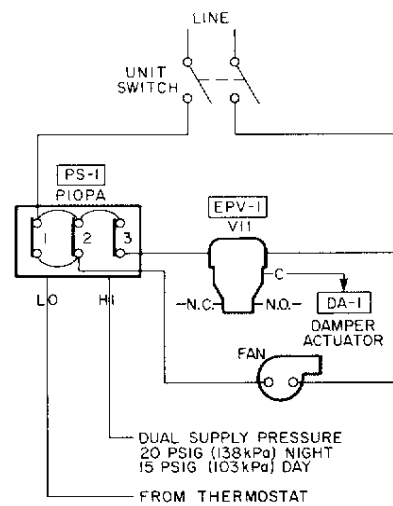 LINE
UNIT
SWITCH
PS-1
P10PA
EPV-1
V11
1
2
3
C
LO
HI
N.C.
N.O.
DA-1
DAMPER
ACTUATOR
FAN
DUAL SUPPLY PRESSURE
20 PSIG (138kPa) NIGHT
15 PSIG (103kPa) DAY
FROM THERMOSTAT